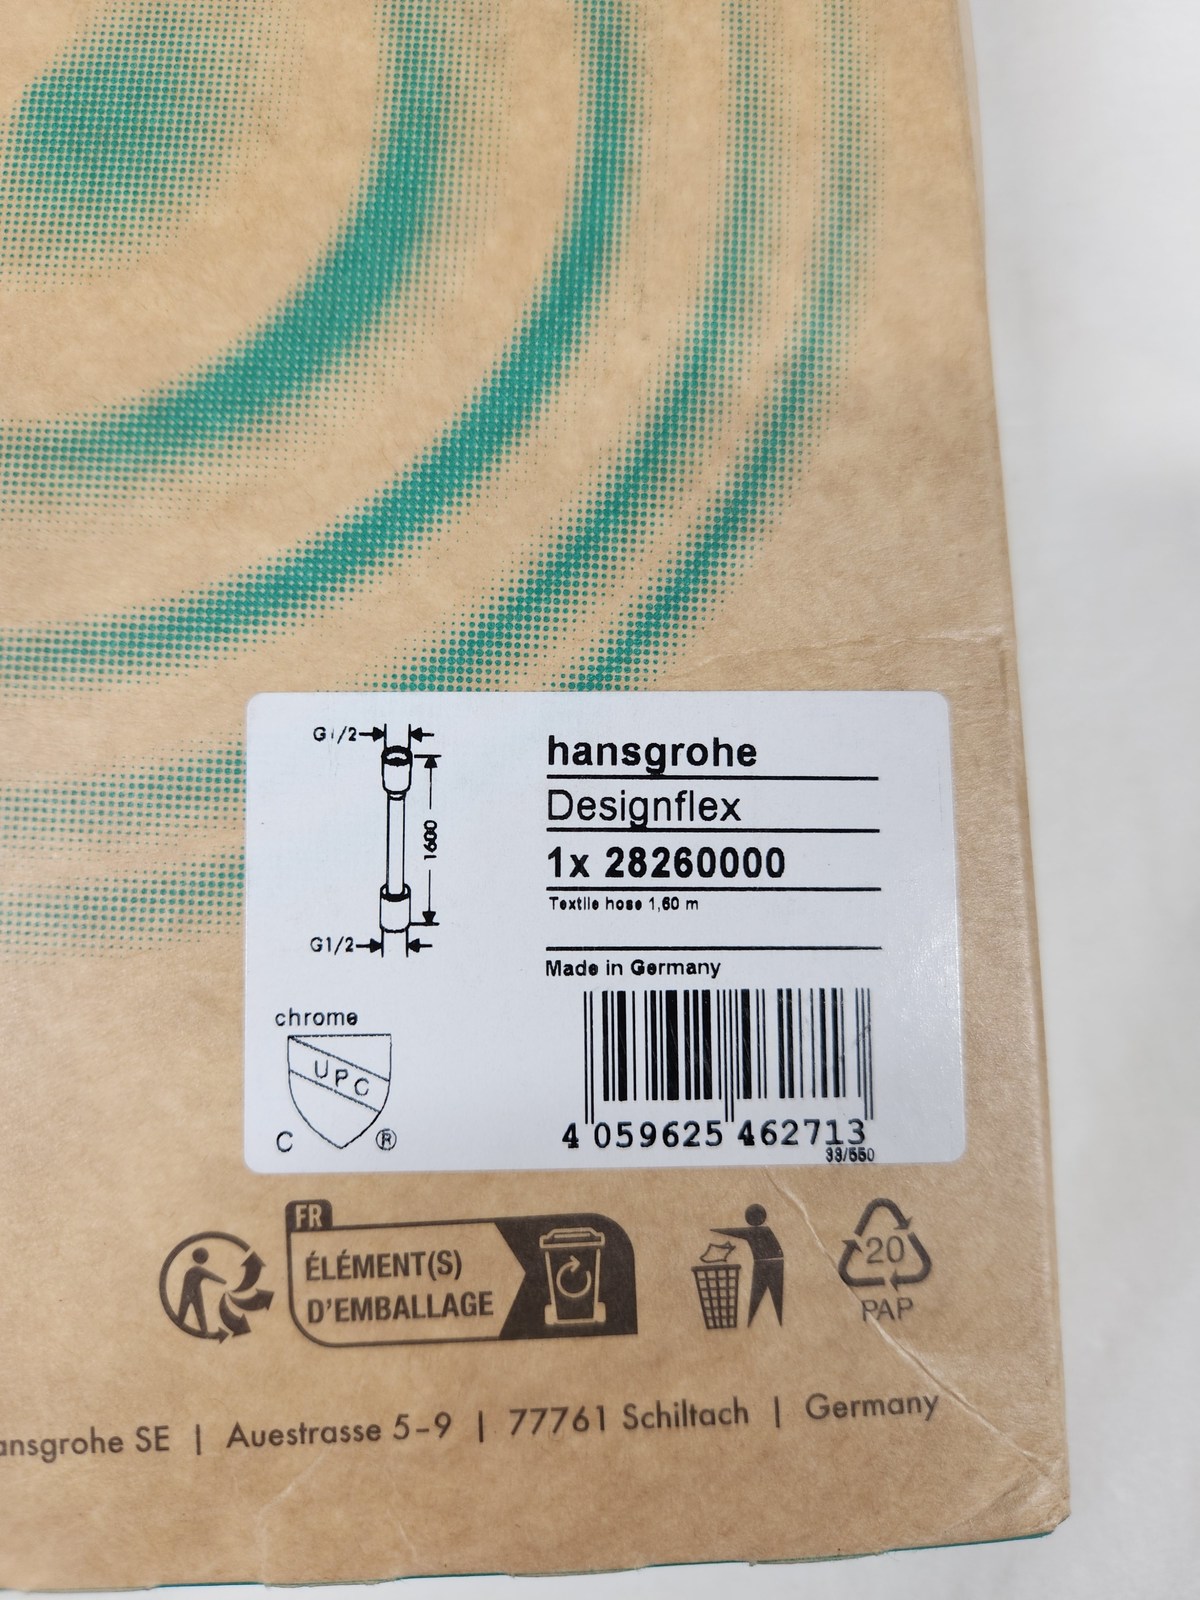 G1/2
1600
G1/2
chrome
UPC
C ®
hansgrohe
Designflex
1x 28260000
Textile hose 1,60 m
Made in Germany
4 059625 462713
33/550
FR
ÉLÉMENT(S)
D'EMBALLAGE
20
PAP
ansgrohe SE | Auestrasse 5-9 | 77761 Schiltach | Germany